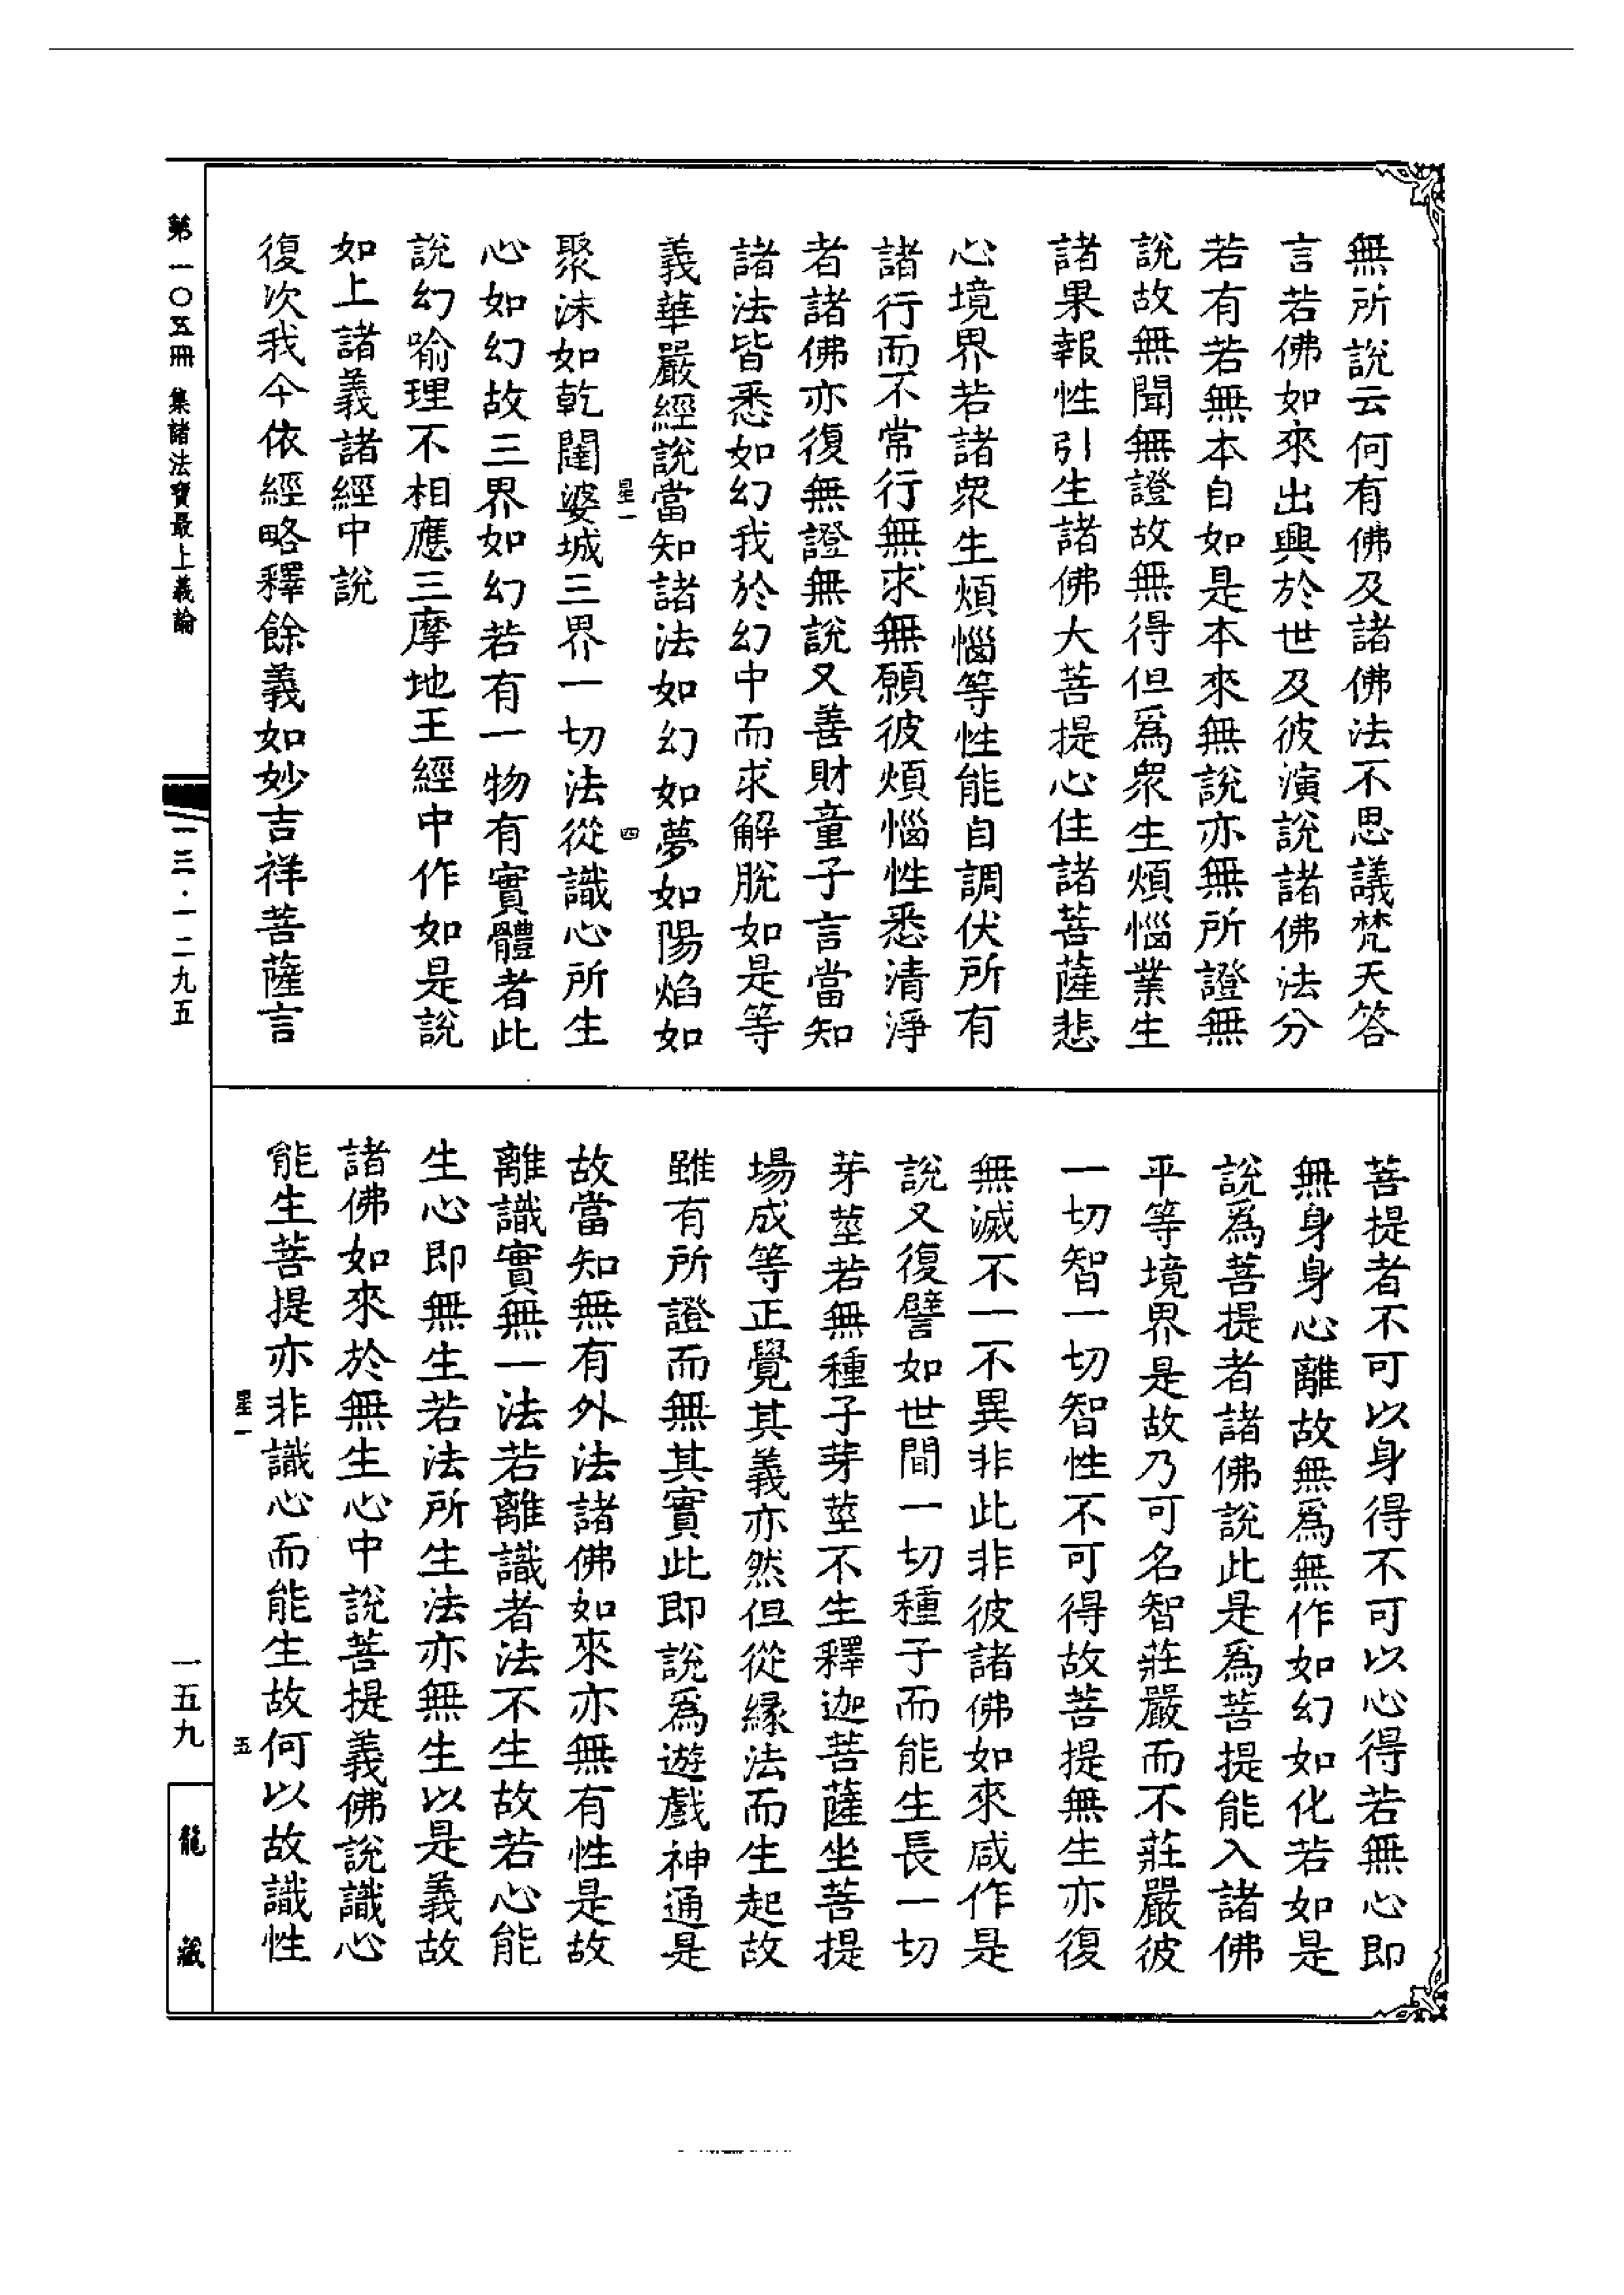 無所說云何有佛及諸佛法不思議梵天答
言若佛如來出興於世及彼演說諸佛法分
若有若無本自如是本來無說亦無所證無
說故無聞無證故無得但爲衆生煩惱業生
諸果報性引生諸佛大菩提心住諸菩薩悲
心境界若諸衆生煩惱等性能自調伏所有
諸行而不常行無求無願彼煩惱性悉清淨
者諸佛亦復無證無說又善財童子言當知
諸法皆悉如幻我於幻中而求解脫如是等
義華嚴經說當知諸法如幻如夢如陽焰如
星一
四
聚沫如乾闥婆城三界一切法從識心所生
心如幻故三界如幻若有一物有實體者此
說幻喻理不相應三摩地王經中作如是說
如上諸義諸經中說
復次我今依經略釋餘義如妙吉祥菩薩言
菩提者不可以身得不可以心得若無心即
無身身心離故無爲無作如幻如化若如是
說爲菩提者諸佛說此是爲菩提能入諸佛
平等境界是故乃可名智莊嚴而不莊嚴彼
一切智一切智性不可得故菩提無生亦復
無滅不一不異非此非彼諸佛如來咸作是
說又復譬如世間一切種子而能生長一切
芽莖若無種子芽莖不生釋迦菩薩坐菩提
場成等正覺其義亦然但從緣法而生起故
雖有所證而無其實此即說爲遊戲神通是
故當知無有外法諸佛如來亦無有性是故
離識實無一法若離識者法不生故若心能
生心即無生若法所生法亦無生以是義故
諸佛如來於無生心中說菩提義佛說識心
能生菩提亦非識心而能生故何以故識性
星一
五
第一〇五冊 集諸法寶最上義論
一三·一二九五
一五九
龍藏